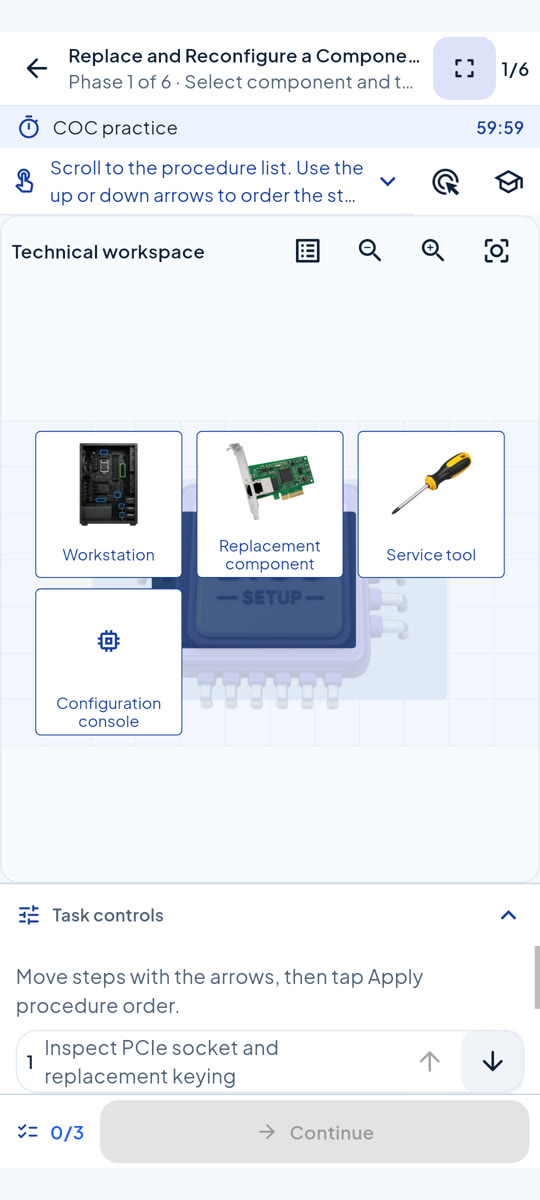 Replace and Reconfigure a Compone...
Phase 1 of 6 · Select component and t...
1/6
COC practice
59:59
Scroll to the procedure list. Use the
up or down arrows to order the st...
Technical workspace
Workstation
Replacement
component
Service tool
— SETUP —
Configuration
console
Task controls
Move steps with the arrows, then tap Apply
procedure order.
1
Inspect PCIe socket and
replacement keying
0/3
Continue